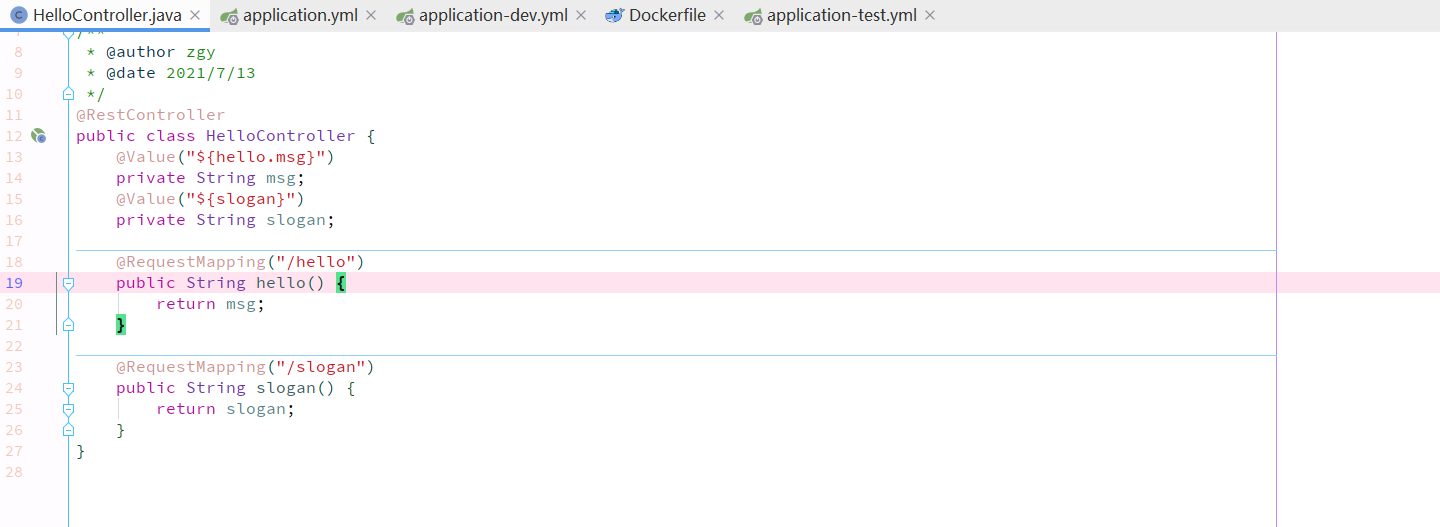 HelloController.java application.yml application-dev.yml Dockerfile application-test.yml
7 /**
8 * @author zgy
9 * @date 2021/7/13
10 */
11 @RestController
12 public class HelloController {
13 @Value("${hello.msg}")
14 private String msg;
15 @Value("${slogan}")
16 private String slogan;
17
18 @RequestMapping("/hello")
19 public String hello() {
20 return msg;
21 }
22
23 @RequestMapping("/slogan")
24 public String slogan() {
25 return slogan;
26 }
27 }
28